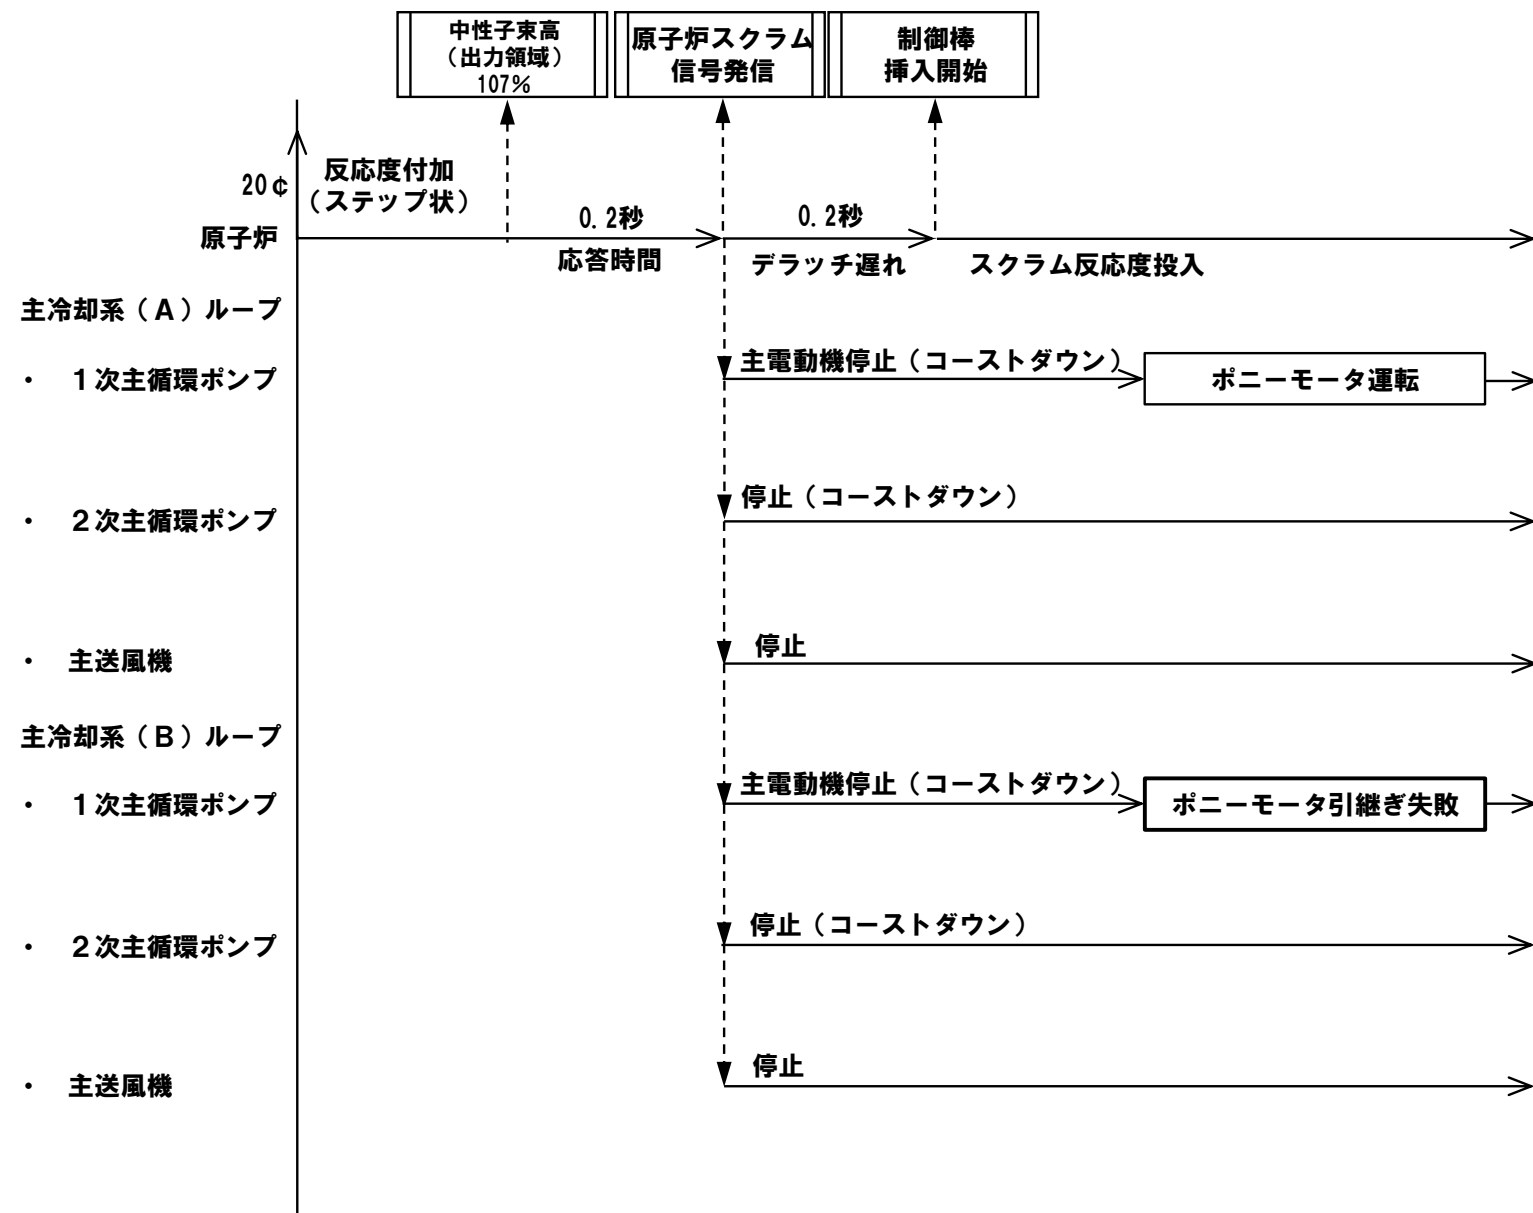 中性子束高
（出力領域）
107％
原子炉スクラム
信号発信
制御棒
挿入開始
反応度付加
（ステップ状）
20￠
原子炉
0.2秒
応答時間
0.2秒
デラッチ遅れ
スクラム反応度投入
主冷却系（Ａ）ループ
・　１次主循環ポンプ
主電動機停止（コーストダウン）
ポニーモータ運転
・　２次主循環ポンプ
停止（コーストダウン）
・　主送風機
停止
主冷却系（Ｂ）ループ
・　１次主循環ポンプ
主電動機停止（コーストダウン）
ポニーモータ引継ぎ失敗
・　２次主循環ポンプ
停止（コーストダウン）
・　主送風機
停止